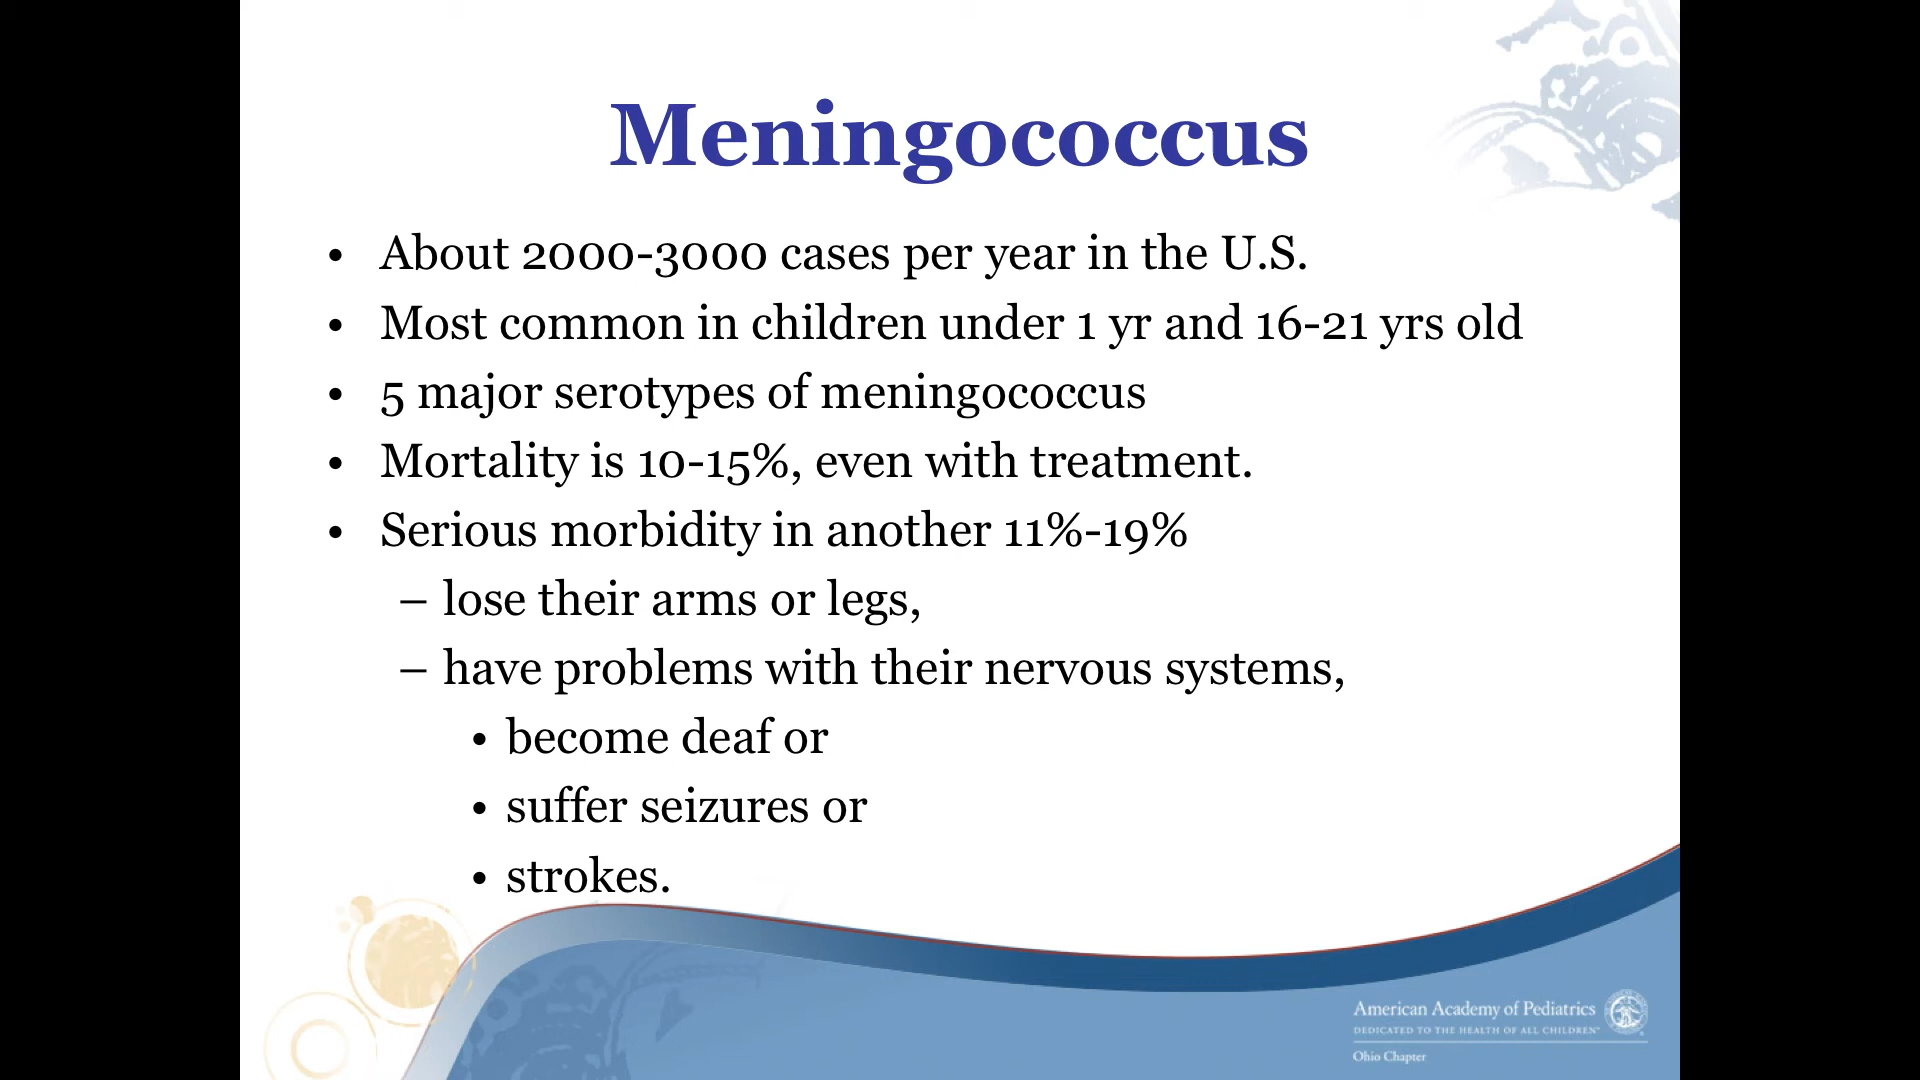 Meningococcus
• About 2000-3000 cases per year in the U.S.
• Most common in children under 1 yr and 16-21 yrs old
• 5 major serotypes of meningococcus
• Mortality is 10-15%, even with treatment.
• Serious morbidity in another 11%-19%
– lose their arms or legs,
– have problems with their nervous systems,
• become deaf or
• suffer seizures or
• strokes.
American Academy of Pediatrics
DEDICATED TO THE HEALTH OF ALL CHILDREN™
Ohio Chapter